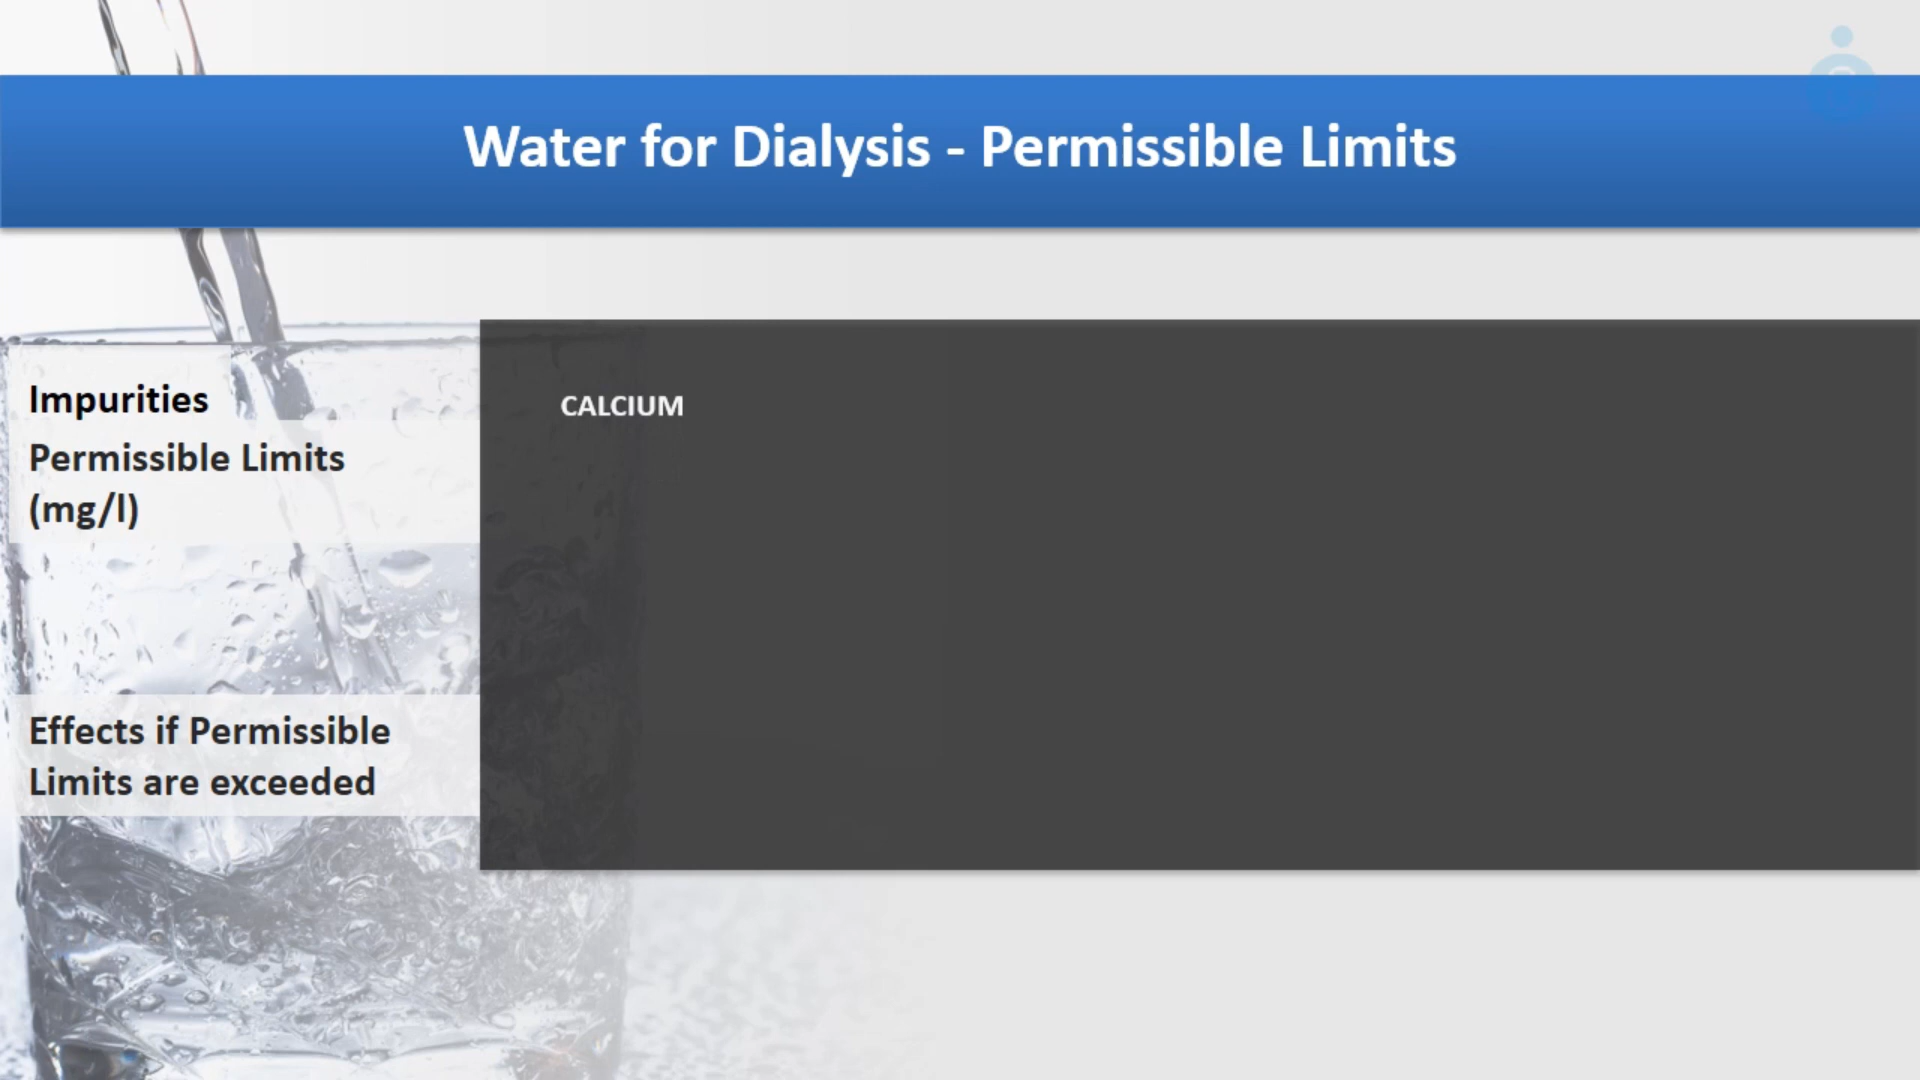 Water for Dialysis - Permissible Limits
Impurities
CALCIUM
Permissible Limits
(mg/l)
Effects if Permissible
Limits are exceeded